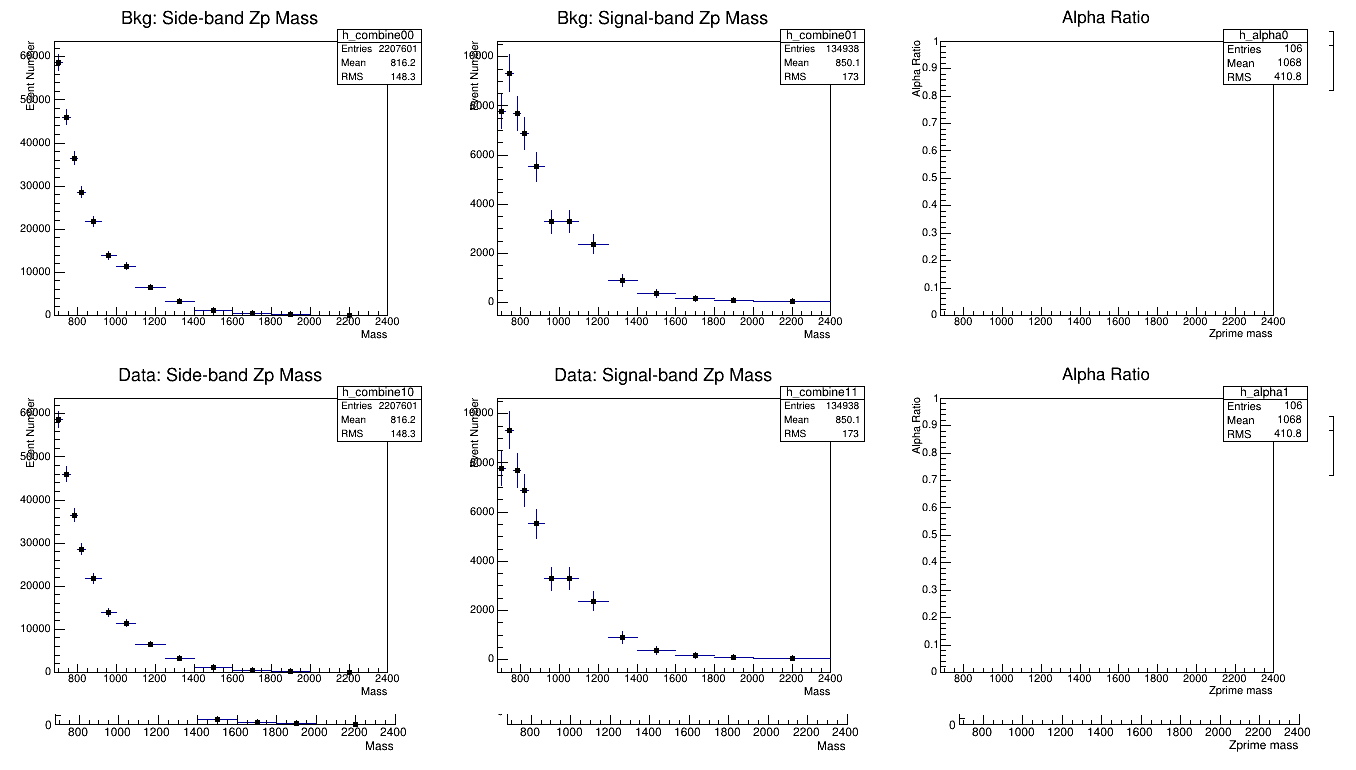 Bkg: Side-band Zp Mass
h_combine00
Entries 2207601
Mean 816.2
RMS 148.3
Event Number
60000
50000
40000
30000
20000
10000
0
800 1000 1200 1400 1600 1800 2000 2200 2400
Mass
Bkg: Signal-band Zp Mass
h_combine01
Entries 134938
Mean 850.1
RMS 173
Event Number
10000
8000
6000
4000
2000
0
800 1000 1200 1400 1600 1800 2000 2200 2400
Mass
Alpha Ratio
h_alpha0
Entries 106
Mean 1068
RMS 410.8
Alpha Ratio
1
0.9
0.8
0.7
0.6
0.5
0.4
0.3
0.2
0.1
0
800 1000 1200 1400 1600 1800 2000 2200 2400
Zprime mass
Data: Side-band Zp Mass
h_combine10
Entries 2207601
Mean 816.2
RMS 148.3
Event Number
60000
50000
40000
30000
20000
10000
0
800 1000 1200 1400 1600 1800 2000 2200 2400
Mass
Data: Signal-band Zp Mass
h_combine11
Entries 134938
Mean 850.1
RMS 173
Event Number
10000
8000
6000
4000
2000
0
800 1000 1200 1400 1600 1800 2000 2200 2400
Mass
Alpha Ratio
h_alpha1
Entries 106
Mean 1068
RMS 410.8
Alpha Ratio
1
0.9
0.8
0.7
0.6
0.5
0.4
0.3
0.2
0.1
0
800 1000 1200 1400 1600 1800 2000 2200 2400
Zprime mass
0
800 1000 1200 1400 1600 1800 2000 2200 2400
Mass
800 1000 1200 1400 1600 1800 2000 2200 2400
Mass
0
800 1000 1200 1400 1600 1800 2000 2200 2400
Zprime mass